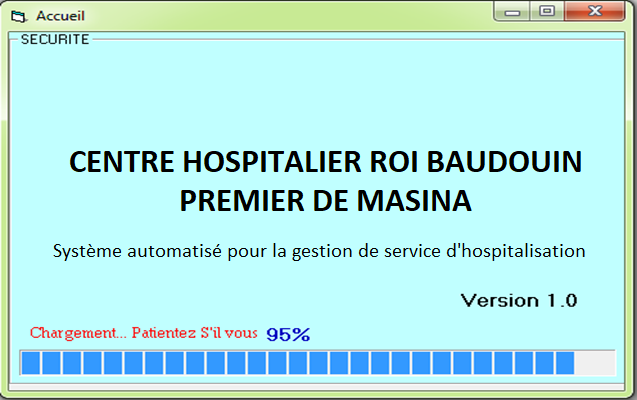 Accueil
SECURITE
CENTRE HOSPITALIER ROI BAUDOUIN
PREMIER DE MASINA
Système automatisé pour la gestion de service d'hospitalisation
Version 1.0
Chargement... Patientez S'il vous 95%